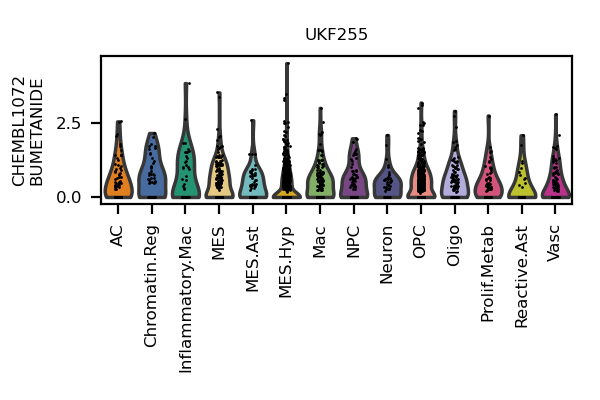 UKF255
CHEMBL1072
BUMETANIDE
2.5
0.0
AC
Chromatin.Reg
Inflammatory.Mac
MES
MES.Ast
MES.Hyp
Mac
NPC
Neuron
OPC
Oligo
Prolif.Metab
Reactive.Ast
Vasc